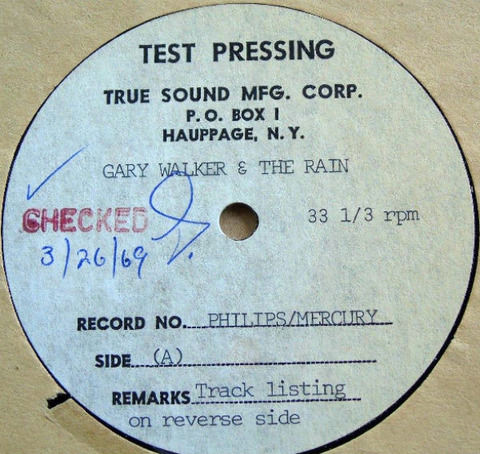 TEST PRESSING
TRUE SOUND MFG. CORP.
P.O. BOX 1
HAUPPAGE, N.Y.
GARY WALKER & THE RAIN
CHECKED
33 1/3 rpm
3/26/69
RECORD NO. PHILIPS/MERCURY
SIDE (A)
REMARKS Track listing
on reverse side